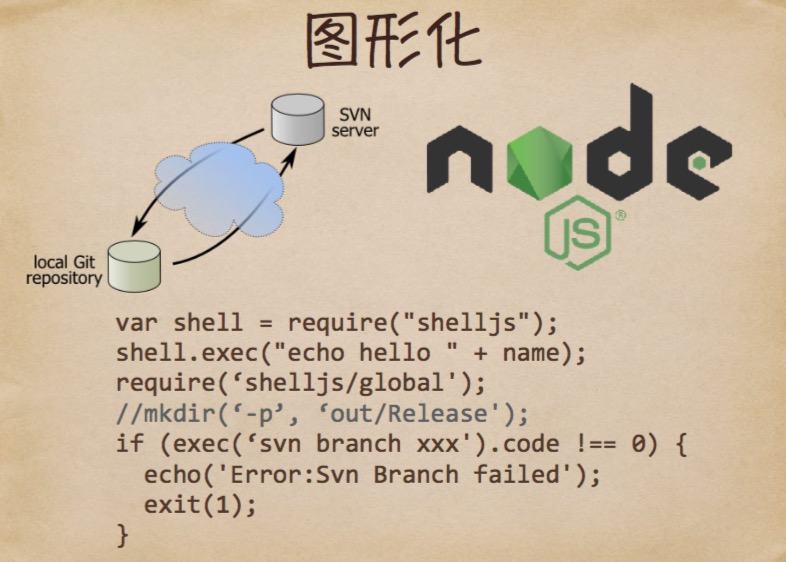 图形化
SVN
server
node
JS®
local Git
repository
var shell = require("shelljs");
shell.exec("echo hello " + name);
require(‘shelljs/global');
//mkdir(‘-p’, ‘out/Release');
if (exec(‘svn branch xxx').code !== 0) {
  echo('Error:Svn Branch failed');
  exit(1);
}